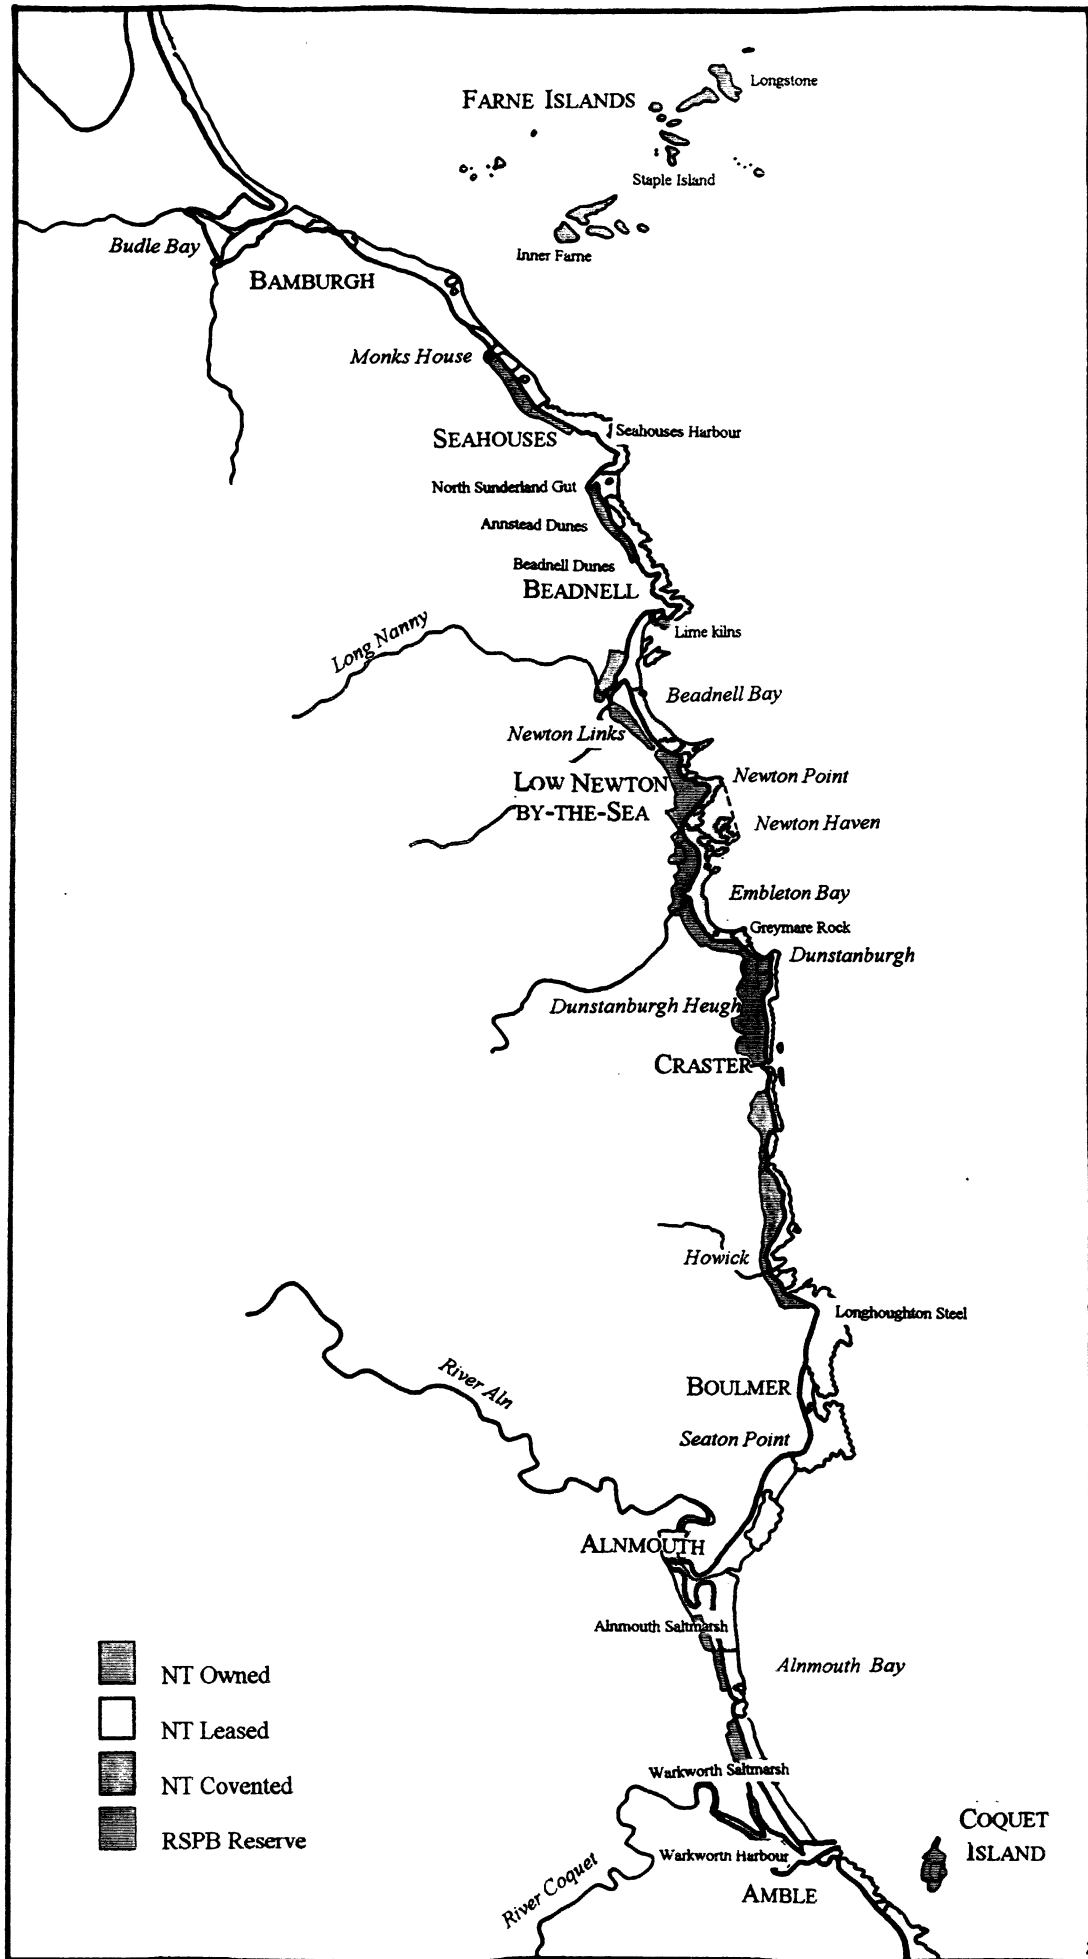 Longstone
FARNE ISLANDS
Staple Island
Inner Farne
Budle Bay
BAMBURGH
Monks House
Seahouses Harbour
SEAHOUSES
North Sunderland Gut
Annstead Dunes
Beadnell Dunes
BEADNELL
Lime kilns
Long Nanny
Beadnell Bay
Newton Links
Newton Point
LOW NEWTON
BY-THE-SEA
Newton Haven
Embleton Bay
Greymare Rock
Dunstanburgh
Dunstanburgh Heugh
CRASTER
Howick
Longhoughton Steel
River Aln
BOULMER
Seaton Point
ALNMOUTH
Alnmouth Saltmarsh
Alnmouth Bay
NT Owned
NT Leased
NT Covented
RSPB Reserve
Warkworth Saltmarsh
COQUET
ISLAND
Warkworth Harbour
River Coquet
AMBLE